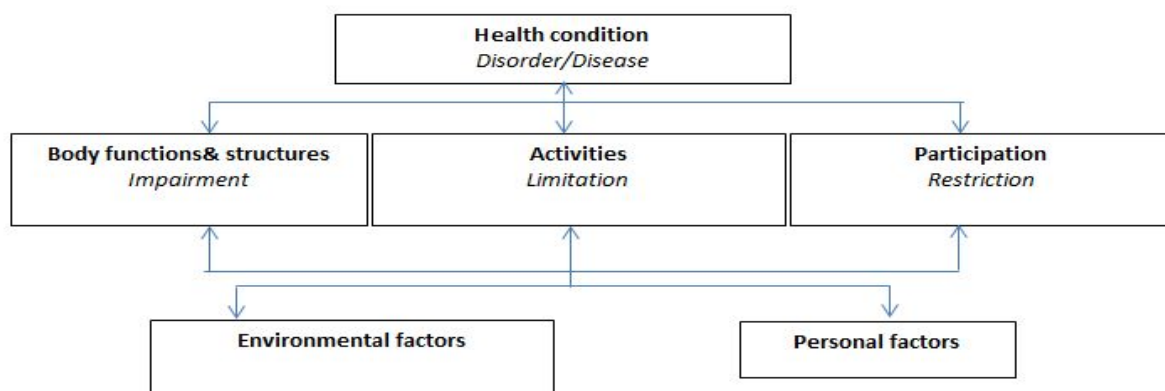 Health condition
Disorder/Disease
Body functions& structures
Impairment
Activities
Limitation
Participation
Restriction
Environmental factors
Personal factors